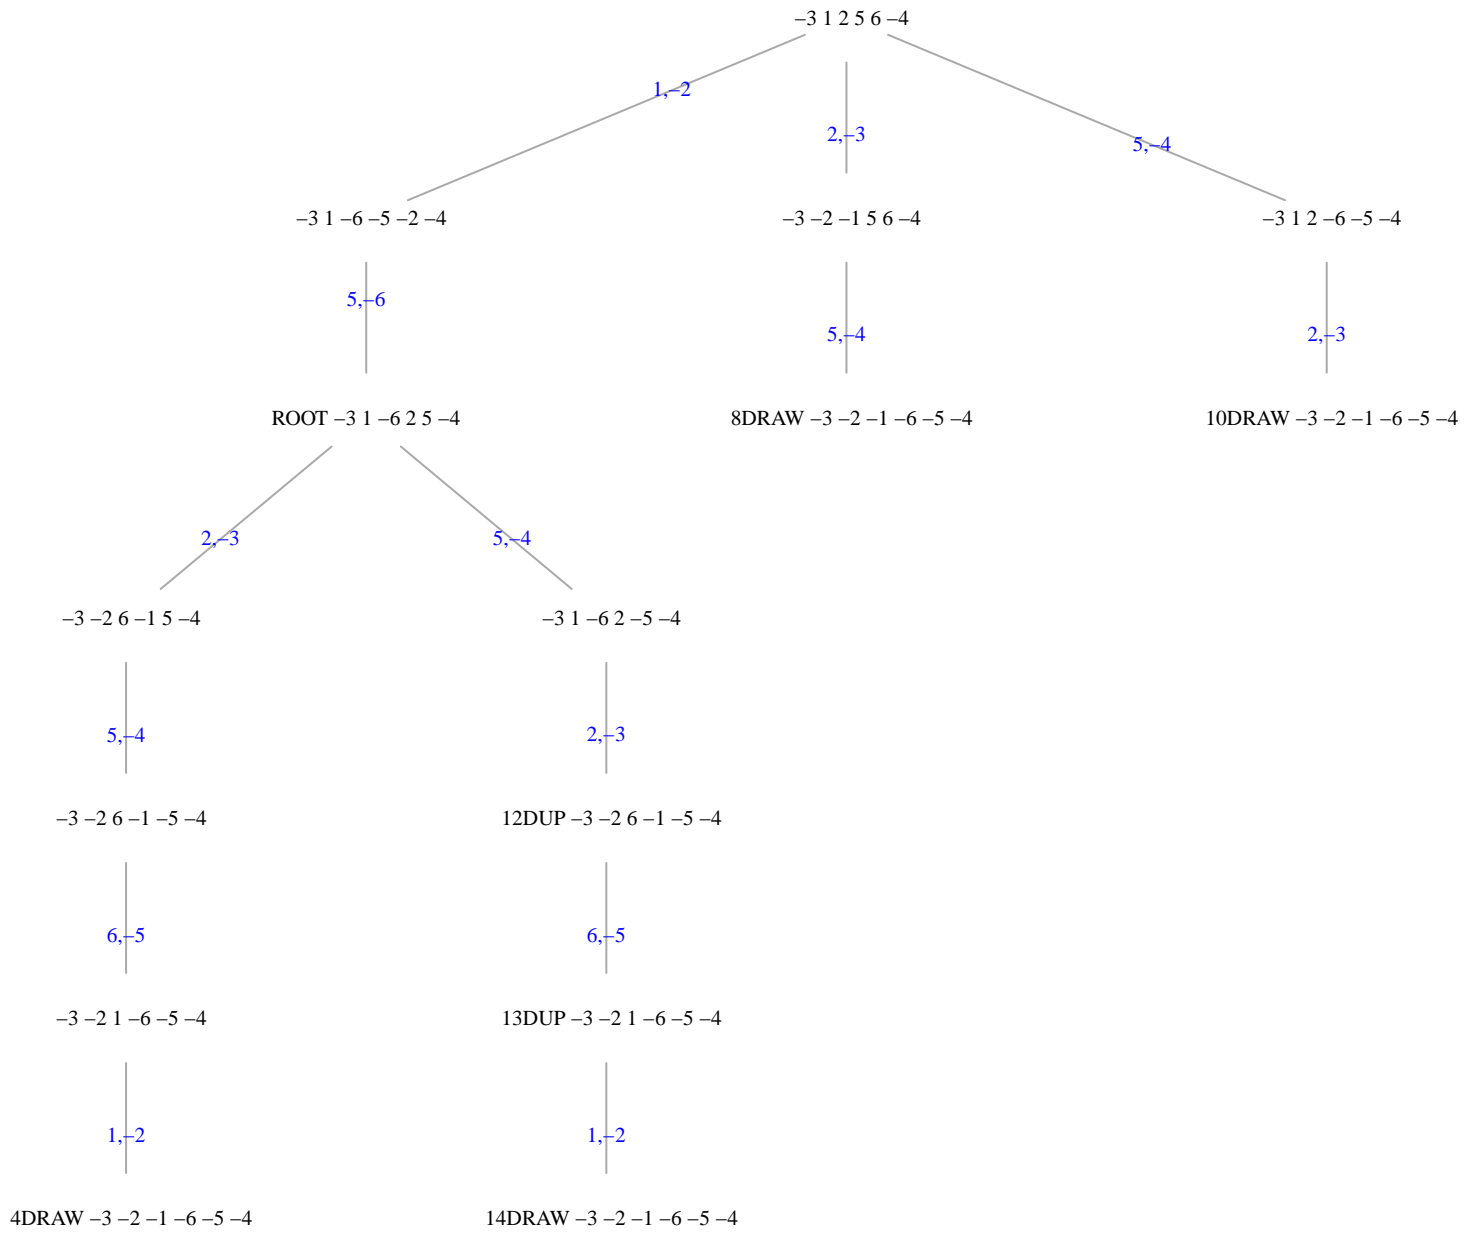 –3 1 2 5 6 –4
1,–2
2,–3
5,–4
–3 1 –6 –5 –2 –4
–3 –2 –1 5 6 –4
–3 1 2 –6 –5 –4
5,–6
5,–4
2,–3
ROOT –3 1 –6 2 5 –4
8DRAW –3 –2 –1 –6 –5 –4
10DRAW –3 –2 –1 –6 –5 –4
2,–3
5,–4
–3 –2 6 –1 5 –4
–3 1 –6 2 –5 –4
5,–4
2,–3
–3 –2 6 –1 –5 –4
12DUP –3 –2 6 –1 –5 –4
6,–5
6,–5
–3 –2 1 –6 –5 –4
13DUP –3 –2 1 –6 –5 –4
1,–2
1,–2
4DRAW –3 –2 –1 –6 –5 –4
14DRAW –3 –2 –1 –6 –5 –4